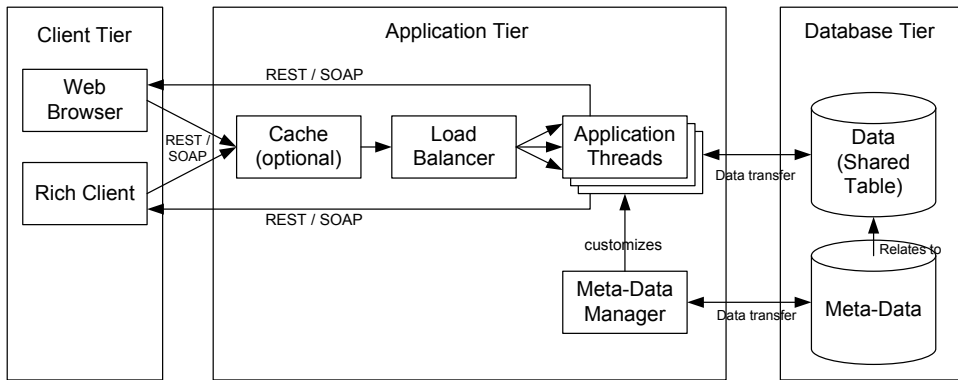 Client Tier
Application Tier
Database Tier
Web
Browser
Rich Client
REST / SOAP
REST /
SOAP
Cache
(optional)
Load
Balancer
Application
Threads
REST / SOAP
Data transfer
Data
(Shared
Table)
customizes
Relates to
Meta-Data
Manager
Data transfer
Meta-Data